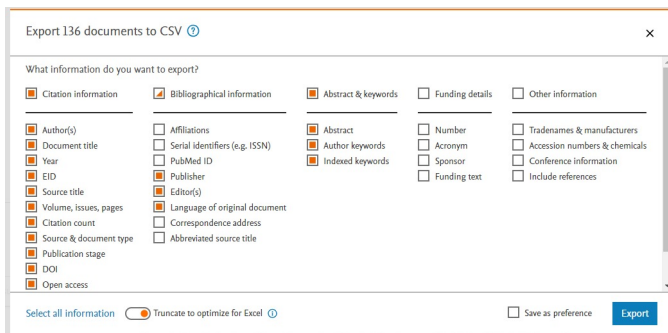 Export 136 documents to CSV ?
What information do you want to export?
Citation information
Author(s)
Document title
Year
EID
Source title
Volume, issues, pages
Citation count
Source & document type
Publication stage
DOI
Open access
Bibliographical information
Affiliations
Serial identifiers (e.g. ISSN)
PubMed ID
Publisher
Editor(s)
Language of original document
Correspondence address
Abbreviated source title
Abstract & keywords
Abstract
Author keywords
Indexed keywords
Funding details
Number
Acronym
Sponsor
Funding text
Other information
Tradenames & manufacturers
Accession numbers & chemicals
Conference information
Include references
Select all information
Truncate to optimize for Excel
Save as preference
Export